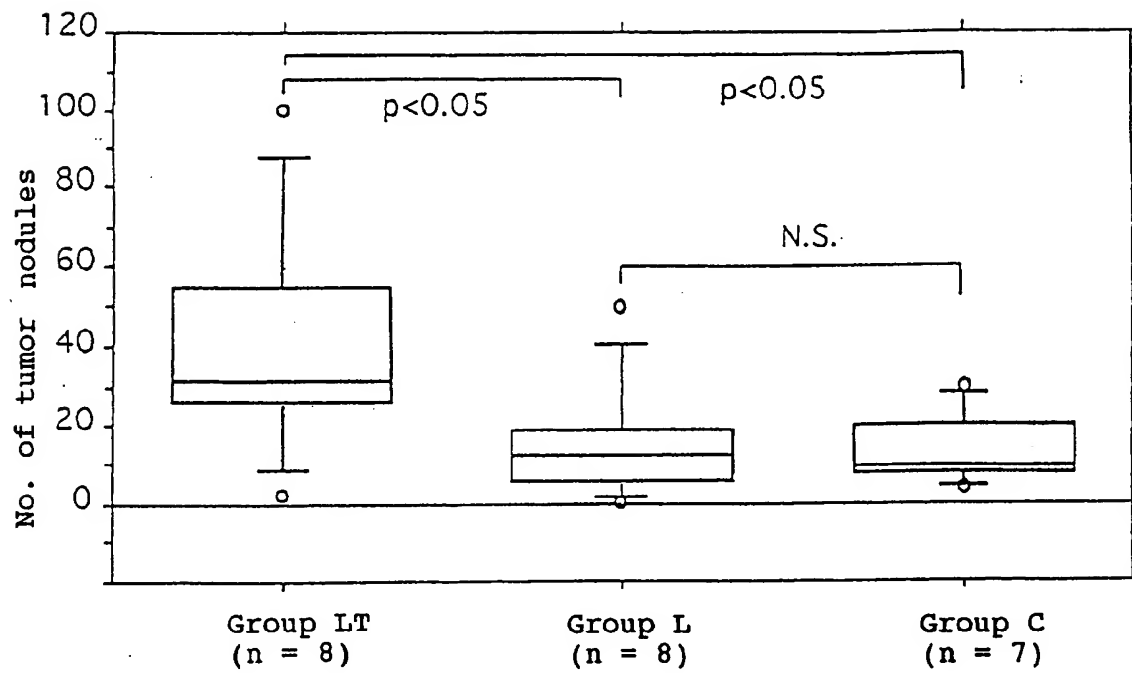 120
100
80
60
40
20
0
No. of tumor nodules
p<0.05
p<0.05
N.S.
Group LT
(n = 8)
Group L
(n = 8)
Group C
(n = 7)